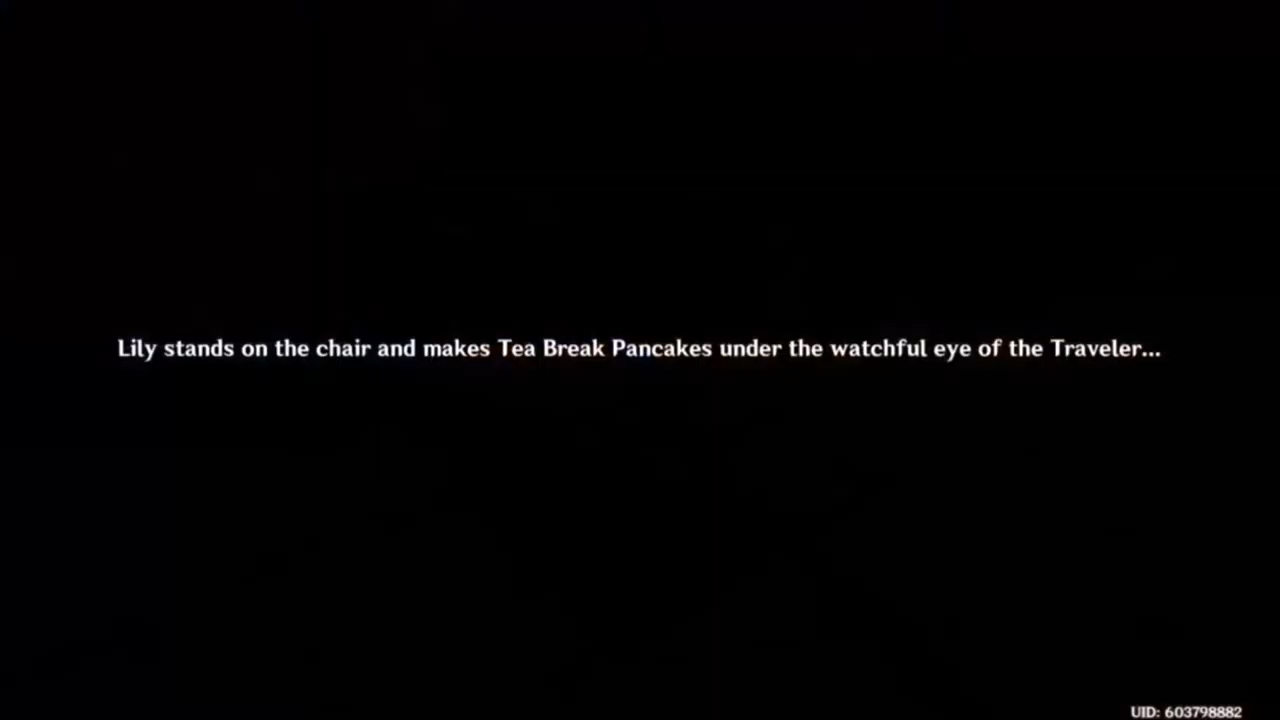 Lily stands on the chair and makes Tea Break Pancakes under the watchful eye of the Traveler...
UID: 603798882